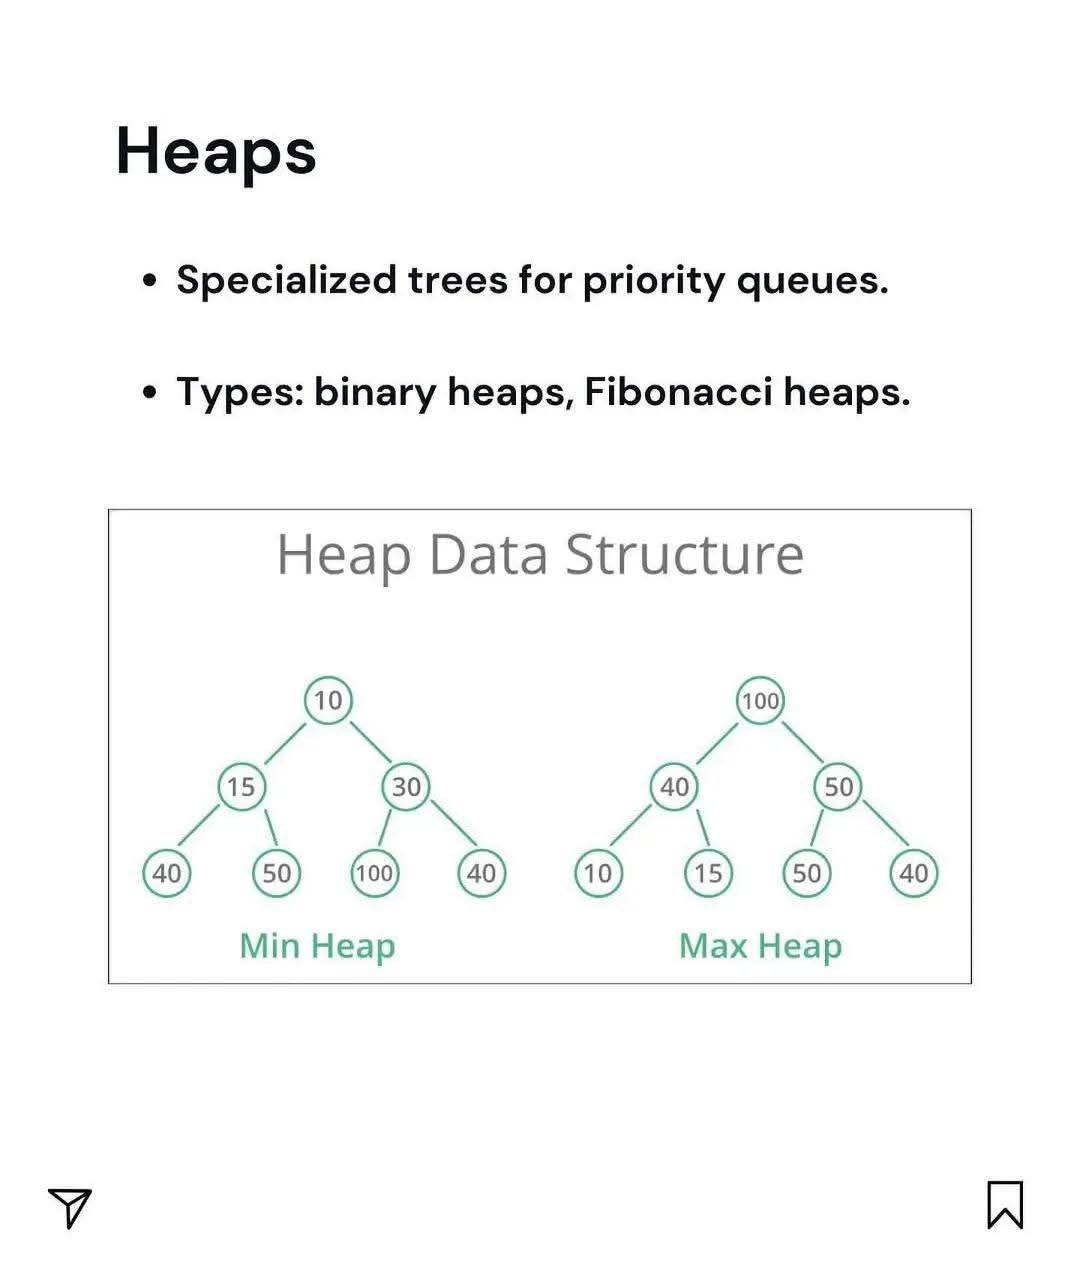 Heaps
• Specialized trees for priority queues.
• Types: binary heaps, Fibonacci heaps.
Heap Data Structure
10
15
30
40
50
100
40
Min Heap
100
40
50
10
15
50
40
Max Heap